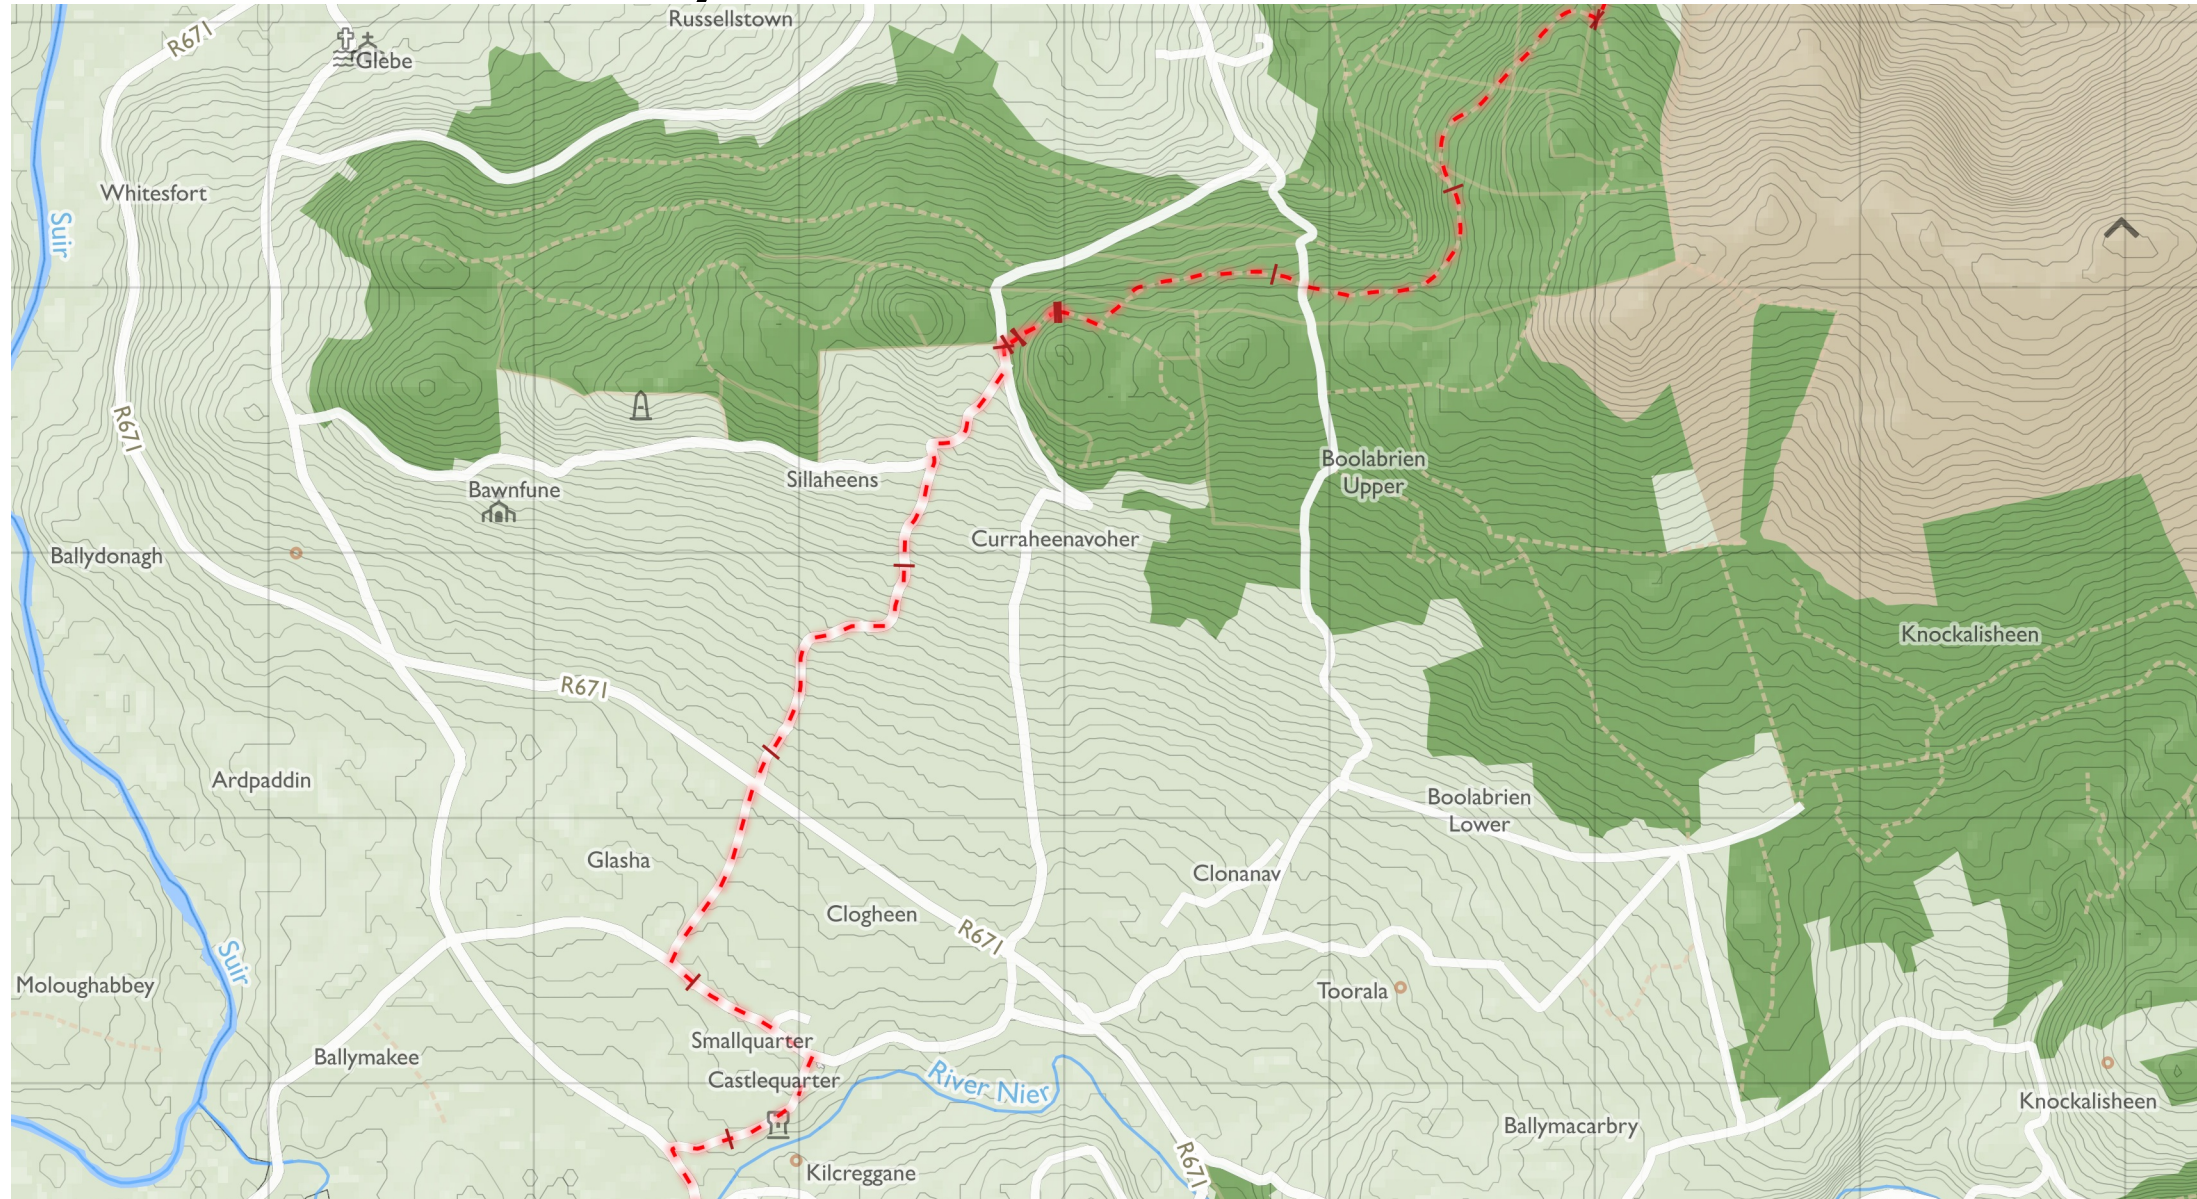 Russellstown
R671
Glebe
Whitesfort
Suir
R671
Boolabrien
Upper
Sillaheens
Bawnfune
Curraheenavoher
Ballydonagh
Knockalisheen
R671
Ardpaddin
Boolabrien
Lower
Glasha
Clonanav
Clogheen
R671
Suir
Moloughabbey
Toorala
Smallquarter
Ballymakee
Castlequarter
River Nier
Knockalisheen
Ballymacarbry
R671
Kilcreggane